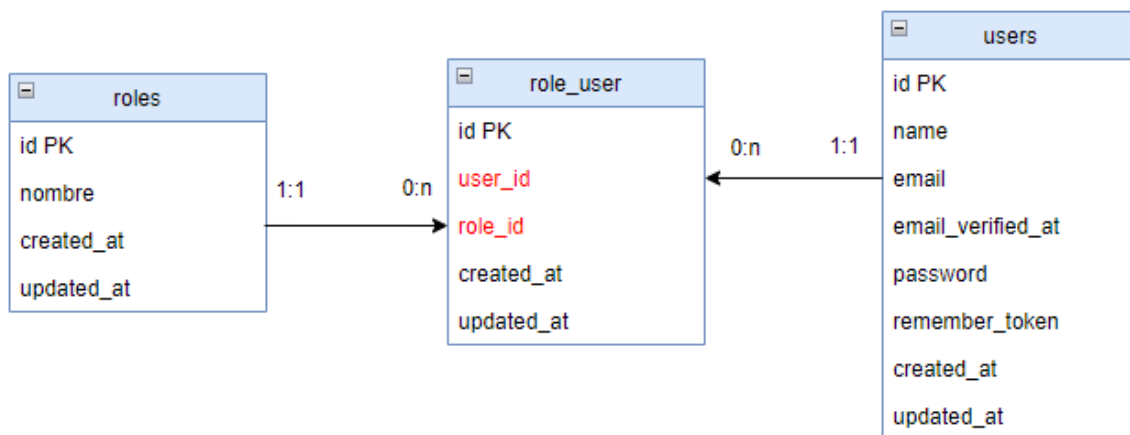 roles
id PK
nombre
created_at
updated_at
1:1
0:n
role_user
id PK
user_id
role_id
created_at
updated_at
0:n
1:1
users
id PK
name
email
email_verified_at
password
remember_token
created_at
updated_at